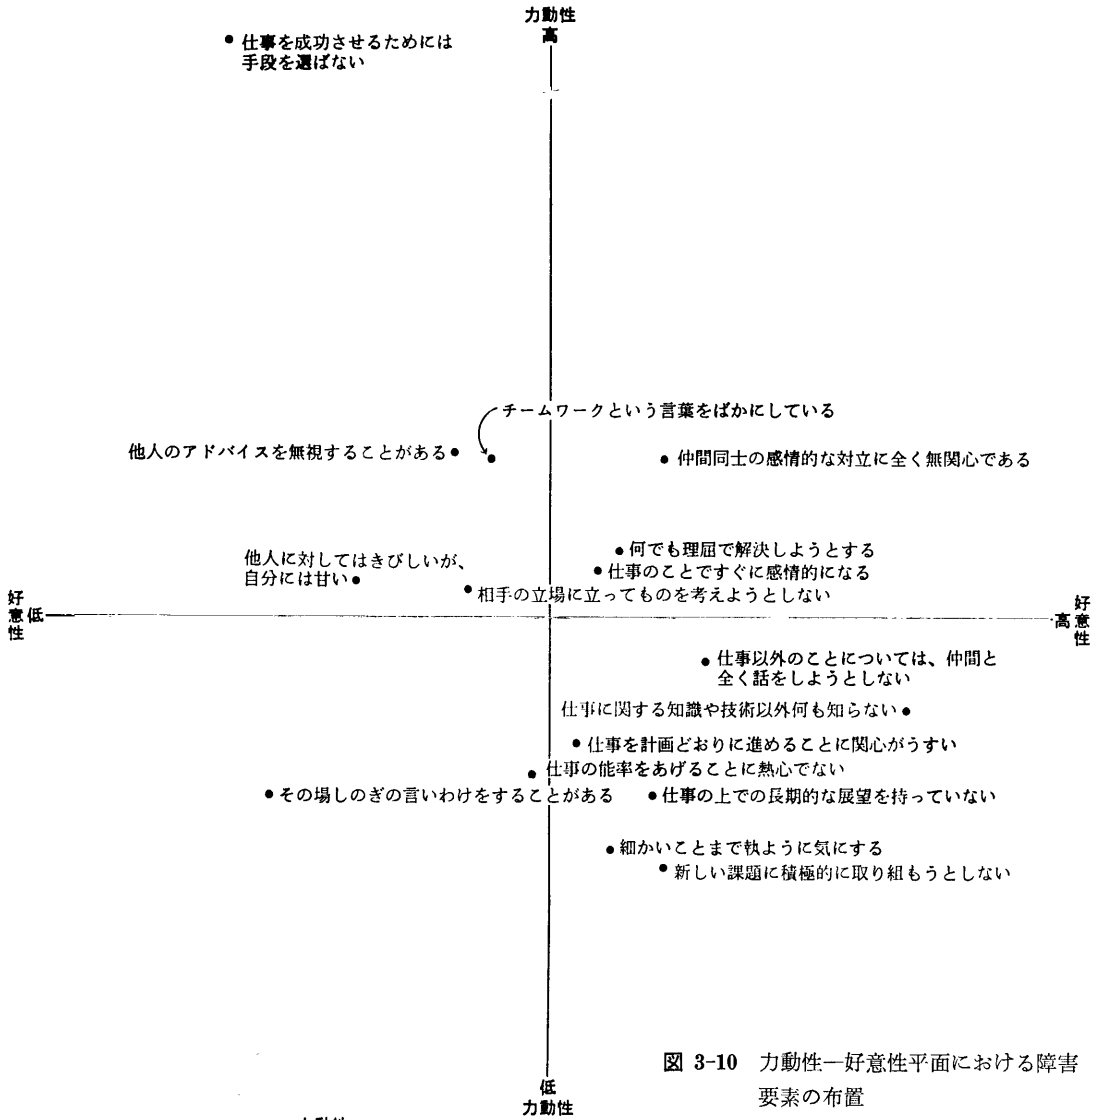 力動性
高
仕事を成功させるためには
手段を選ばない
チームワークという言葉をばかにしている
他人のアドバイスを無視することがある
仲間同士の感情的な対立に全く無関心である
何でも理屈で解決しようとする
他人に対してはきびしいが、
自分には甘い
仕事のことですぐに感情的になる
相手の立場に立ってものを考えようとしない
好意性
低
高
好意性
仕事以外のことについては、仲間と
全く話をしようとしない
仕事に関する知識や技術以外何も知らない
仕事を計画どおりに進めることに関心がうすい
仕事の能率をあげることに熱心でない
その場しのぎの言いわけをすることがある
仕事の上での長期的な展望を持っていない
細かいことまで執ように気にする
新しい課題に積極的に取り組もうとしない
低
力動性
図 3-10 力動性―好意性平面における障害
要素の布置